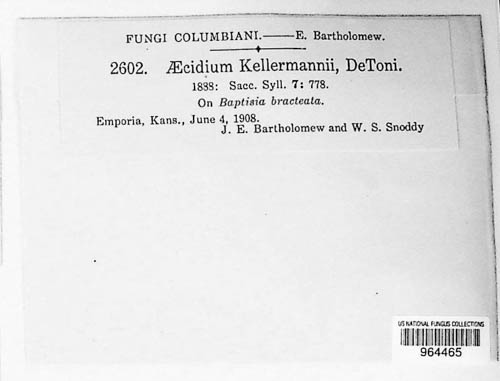 FUNGI COLUMBIANI.——E. Bartholomew.
2602. Æcidium Kellermannii, DeToni.
1888: Sacc. Syll. 7: 778.
On Baptisia bracteata.
Emporia, Kans., June 4, 1908.
J. E. Bartholomew and W. S. Snoddy
US NATIONAL FUNGUS COLLECTIONS
964465